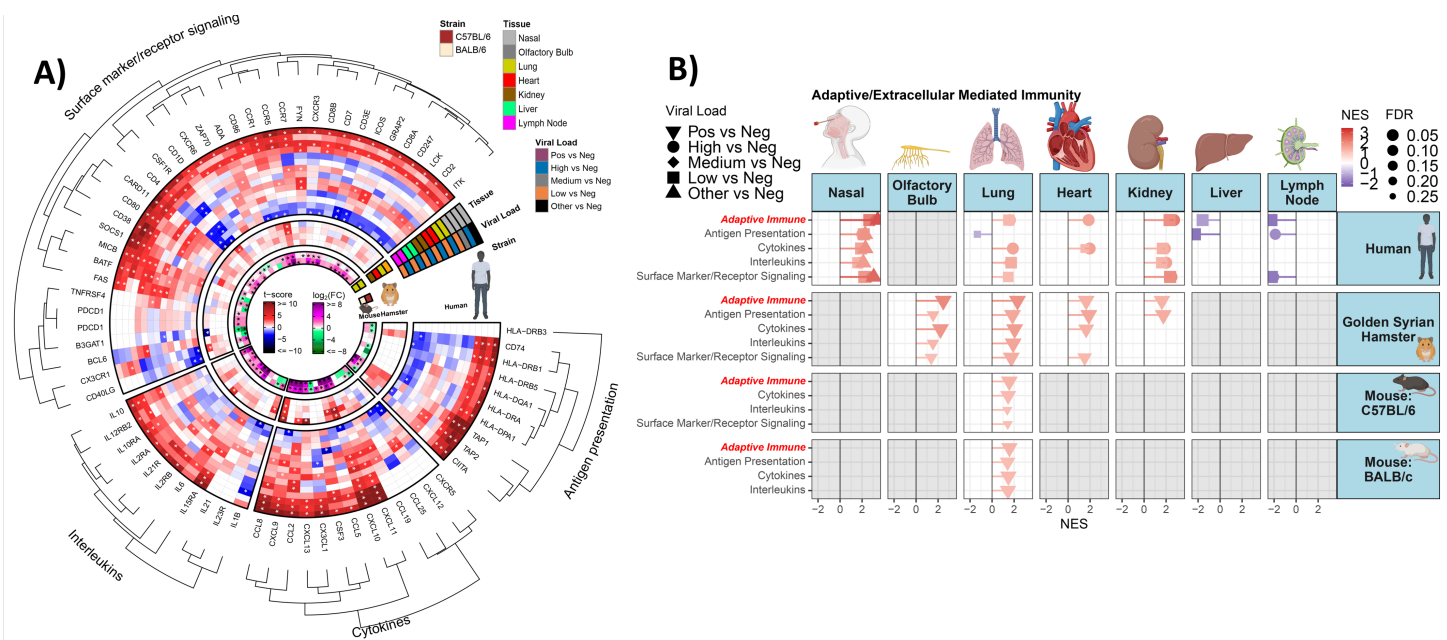 A)
Surface marker/receptor signaling
Strain
C57BL/6
BALB/6
Tissue
Nasal
Olfactory Bulb
Lung
Heart
Kidney
Liver
Lymph Node
Viral Load
Pos vs Neg
High vs Neg
Medium vs Neg
Low vs Neg
Other vs Neg
CD40LG
CX3CR1
BCL6
B3GAT1
PDCD1
PDCD1
TNFRSF4
FAS
BATF
MICB
SOCS1
CD38
CD80
CARD11
CD4
CSF1R
CD1D
CXCR6
ZAP70
ADA
CD86
CCR1
CCR5
CCR7
FYN
CXCR3
CD8B
CD7
CD3E
ICOS
GRAP2
CD8A
CD247
LCK
CD2
ITK
Tissue
Viral Load
Strain
Human
Hamster
Mouse
t−score
>= 10
5
0
−5
<= −10
log2(FC)
>= 8
4
0
−4
<= −8
HLA−DRB3
CD74
HLA−DRB1
HLA−DRB5
HLA−DQA1
HLA−DRA
HLA−DPA1
TAP1
TAP2
CIITA
Antigen presentation
CXCR5
CXCL12
CCL25
CCL19
CXCL11
CXCL10
CCL5
CSF3
CX3CL1
CXCL13
CCL2
CXCL9
CCL8
Cytokines
IL1B
IL23R
IL21
IL15RA
IL6
IL2RB
IL21R
IL2RA
IL10RA
IL12RB2
IL10
Interleukins
B)
Adaptive/Extracellular Mediated Immunity
Viral Load
Pos vs Neg
High vs Neg
Medium vs Neg
Low vs Neg
Other vs Neg
NES
3
2
1
0
−1
−2
FDR
0.05
0.10
0.15
0.20
0.25
Nasal
Olfactory
Bulb
Lung
Heart
Kidney
Liver
Lymph
Node
Adaptive Immune
Antigen Presentation
Cytokines
Interleukins
Surface Marker/Receptor Signaling
Human
Adaptive Immune
Antigen Presentation
Cytokines
Interleukins
Surface Marker/Receptor Signaling
Golden Syrian
Hamster
Adaptive Immune
Cytokines
Interleukins
Surface Marker/Receptor Signaling
Mouse:
C57BL/6
Adaptive Immune
Antigen Presentation
Cytokines
Interleukins
Mouse:
BALB/c
−2 0 2 −2 0 2 −2 0 2 −2 0 2 −2 0 2 −2 0 2 −2 0 2
NES